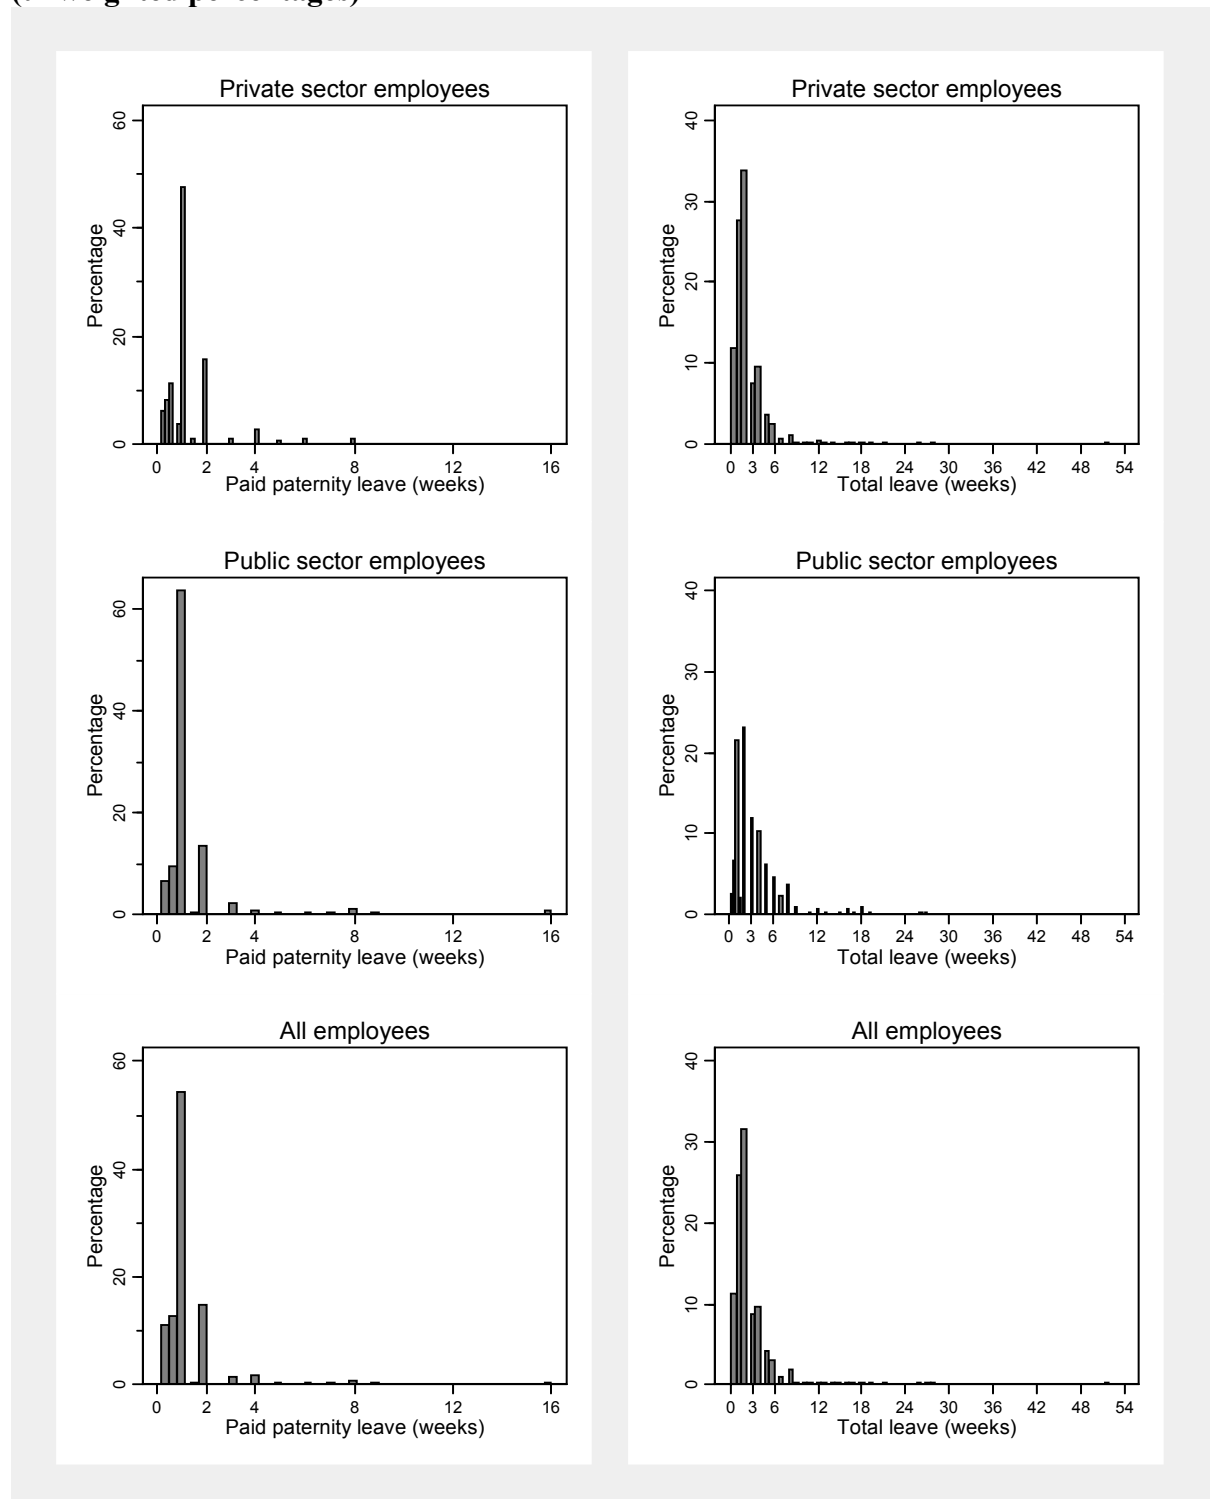 percentages)
Private sector employees
60
40
20
0
Percentage
0 2 4 8 12 16
Paid paternity leave (weeks)
Private sector employees
40
30
20
10
0
Percentage
0 3 6 12 18 24 30 36 42 48 54
Total leave (weeks)
Public sector employees
60
40
20
0
Percentage
0 2 4 8 12 16
Paid paternity leave (weeks)
Public sector employees
40
30
20
10
0
Percentage
0 3 6 12 18 24 30 36 42 48 54
Total leave (weeks)
All employees
60
40
20
0
Percentage
0 2 4 8 12 16
Paid paternity leave (weeks)
All employees
40
30
20
10
0
Percentage
0 3 6 12 18 24 30 36 42 48 54
Total leave (weeks)